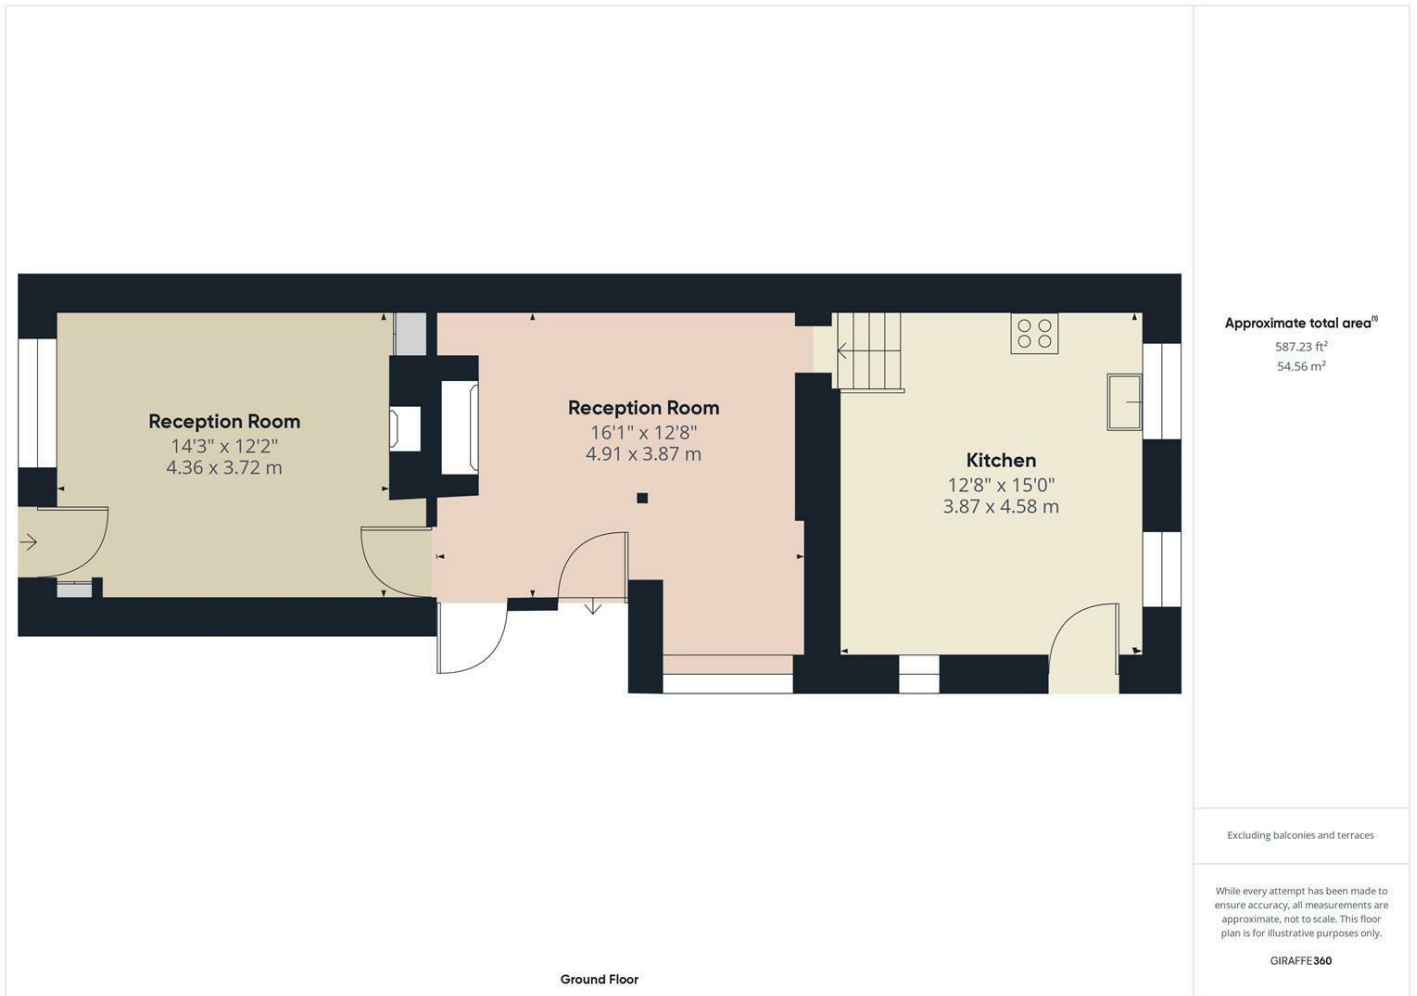 Reception Room
14'3" x 12'2"
4.36 x 3.72 m
Reception Room
16'1" x 12'8"
4.91 x 3.87 m
Kitchen
12'8" x 15'0"
3.87 x 4.58 m
Ground Floor
Approximate total area⁽¹⁾
587.23 ft²
54.56 m²
Excluding balconies and terraces
While every attempt has been made to
ensure accuracy, all measurements are
approximate, not to scale. This floor
plan is for illustrative purposes only.
GIRAFFE360